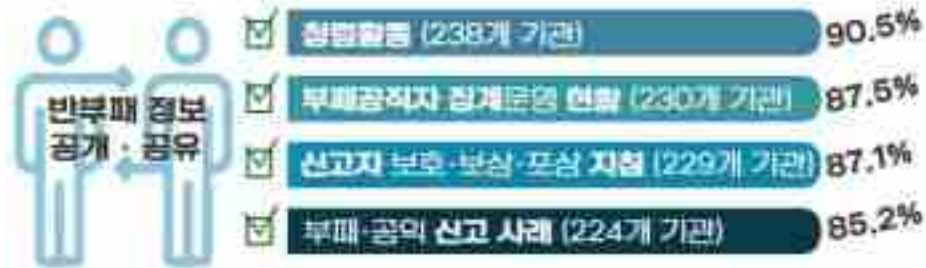 반부패 정보
공개·공유
청렴활동 (238개 기관)
90.5%
부패공직자 징계운영 현황 (230개 기관)
87.5%
신고자 보호·보상·포상 지침 (229개 기관)
87.1%
부패·공익 신고 사례 (224개 기관)
85.2%